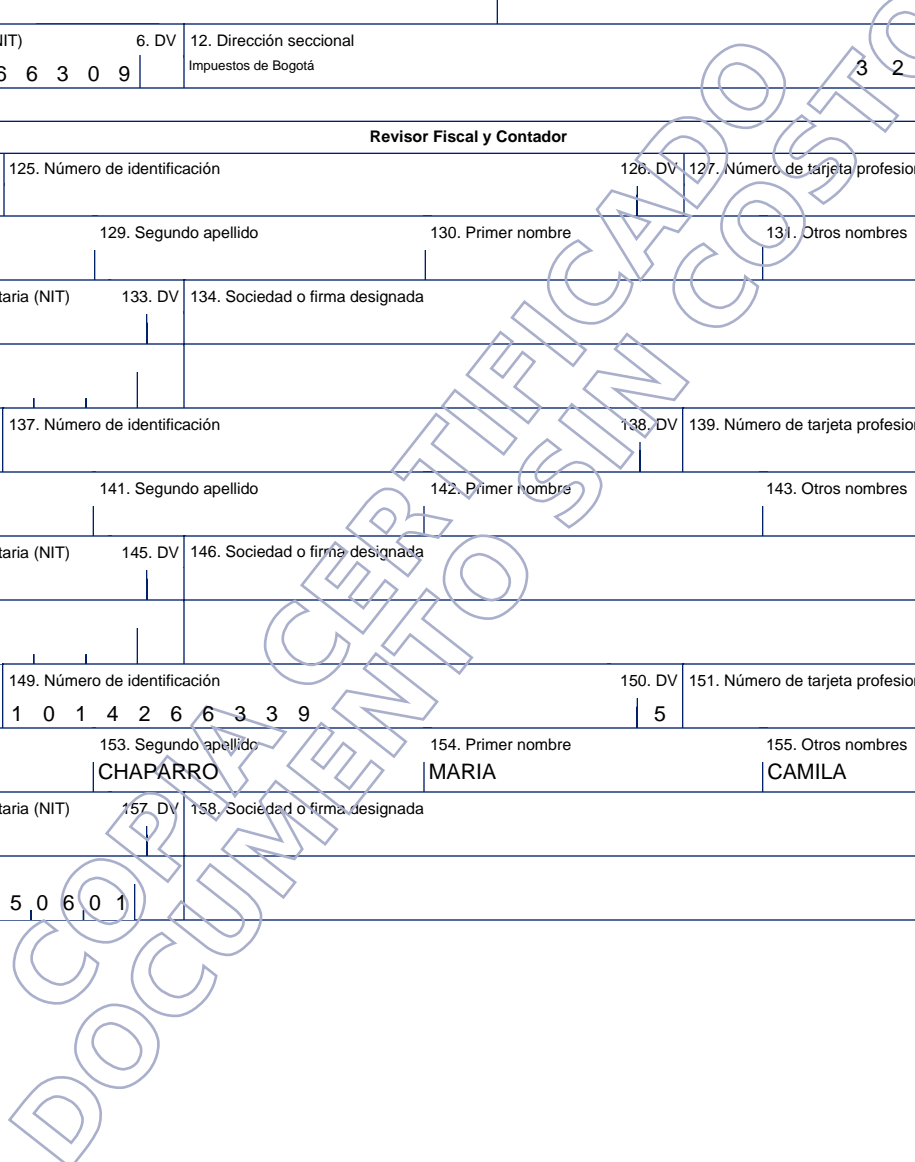 NIT) 6. DV 12. Dirección seccional
6 6 3 0 9 Impuestos de Bogotá 3 2
Revisor Fiscal y Contador
125. Número de identificación 126. DV 127. Número de tarjeta profesion
129. Segundo apellido 130. Primer nombre 131. Otros nombres
taria (NIT) 133. DV 134. Sociedad o firma designada
137. Número de identificación 138. DV 139. Número de tarjeta profesion
141. Segundo apellido 142. Primer nombre 143. Otros nombres
taria (NIT) 145. DV 146. Sociedad o firma designada
149. Número de identificación 150. DV 151. Número de tarjeta profesion
1 0 1 4 2 6 6 3 3 9 5
153. Segundo apellido 154. Primer nombre 155. Otros nombres
CHAPARRO MARIA CAMILA
taria (NIT) 157. DV 158. Sociedad o firma designada
5 0 6 0 1
COPIA CERTIFICADO
DOCUMENTO SIN COSTO